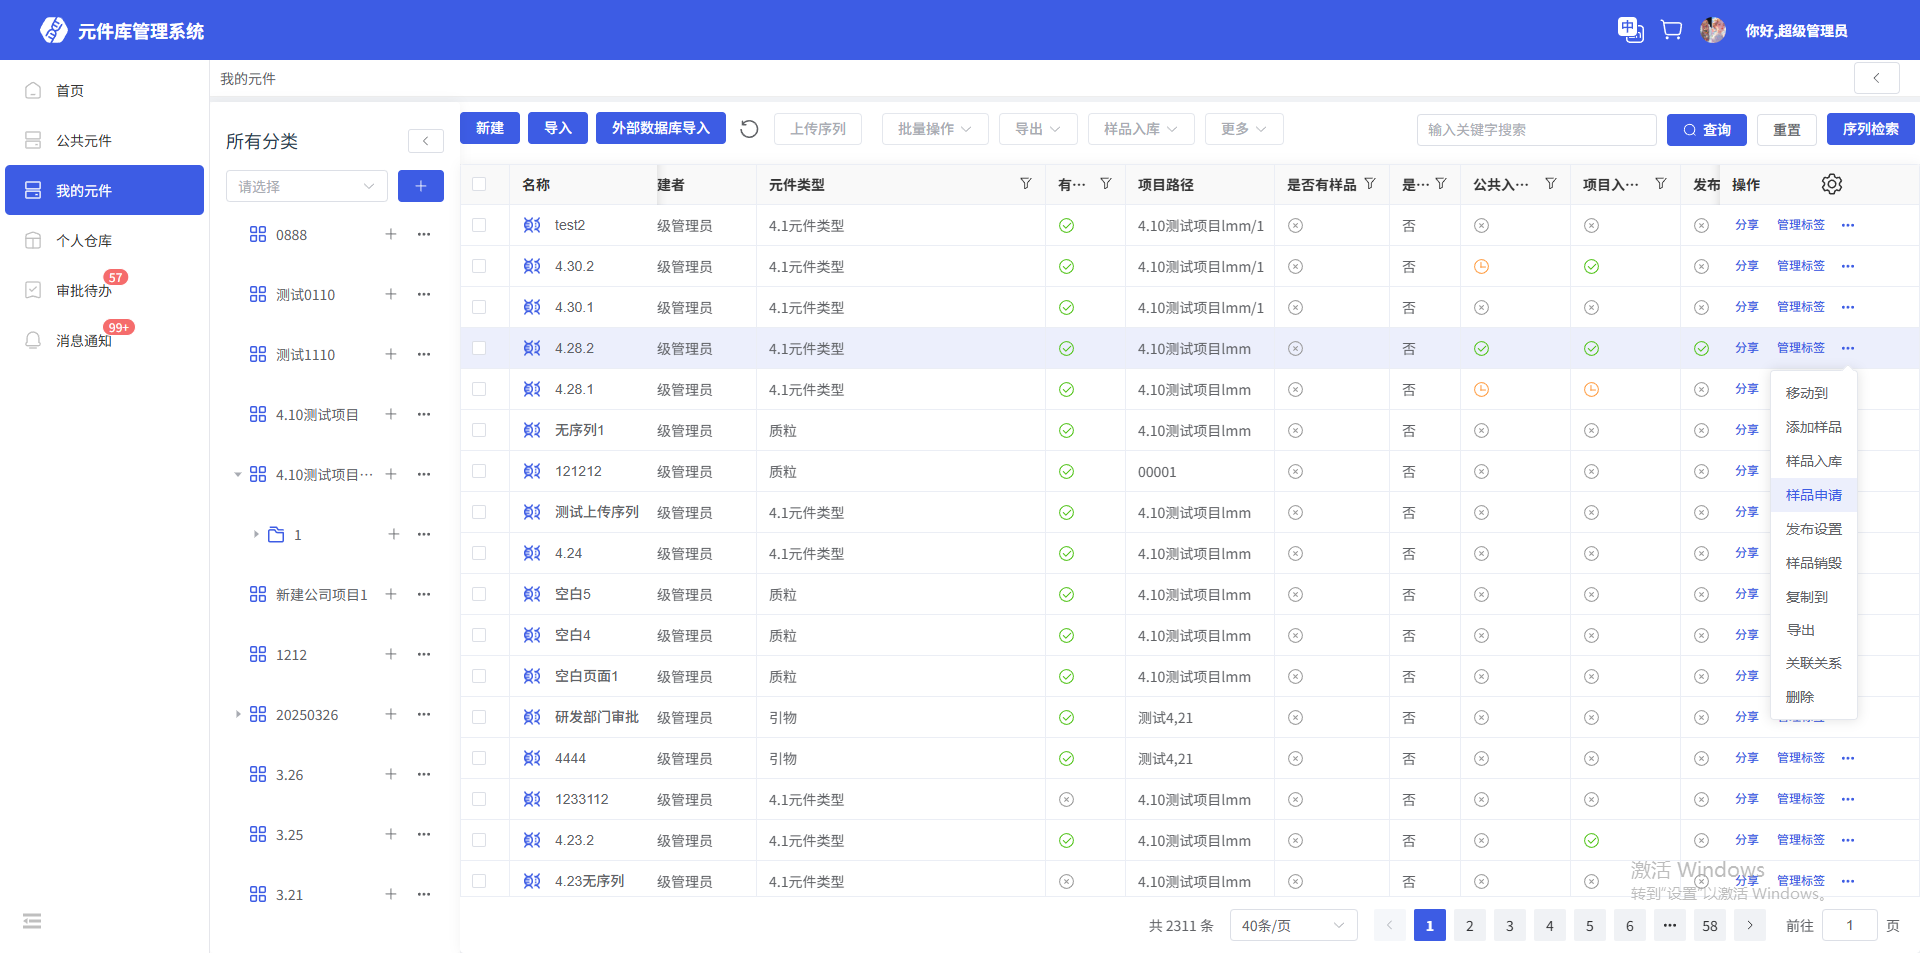 元件库管理系统
中
你好,超级管理员
首页
公共元件
我的元件
个人仓库
审批待办
57
消息通知
99+
我的元件
所有分类
请选择
0888
测试0110
测试1110
4.10测试项目
4.10测试项目···
1
新建公司项目1
1212
20250326
3.26
3.25
3.21
新建 导入 外部数据库导入 上传序列 批量操作 导出 样品入库 更多 输入关键字搜索 查询 重置 序列检索
名称 建者 元件类型 有··· 项目路径 是否有样品 是··· 公共入··· 项目入··· 发布 操作
test2 级管理员 4.1元件类型 4.10测试项目lmm/1 否 分享 管理标签
4.30.2 级管理员 4.1元件类型 4.10测试项目lmm/1 否 分享 管理标签
4.30.1 级管理员 4.1元件类型 4.10测试项目lmm/1 否 分享 管理标签
4.28.2 级管理员 4.1元件类型 4.10测试项目lmm 否 分享 管理标签
4.28.1 级管理员 4.1元件类型 4.10测试项目lmm 否 分享
无序列1 级管理员 质粒 4.10测试项目lmm 否 分享
121212 级管理员 质粒 00001 否 分享
测试上传序列 级管理员 4.1元件类型 4.10测试项目lmm 否 分享
4.24 级管理员 4.1元件类型 4.10测试项目lmm 否 分享
空白5 级管理员 质粒 4.10测试项目lmm 否 分享
空白4 级管理员 质粒 4.10测试项目lmm 否 分享
空白页面1 级管理员 质粒 4.10测试项目lmm 否 分享
研发部门审批 级管理员 引物 测试4,21 否 分享
4444 级管理员 引物 测试4,21 否 分享 管理标签
1233112 级管理员 4.1元件类型 4.10测试项目lmm 否 分享 管理标签
4.23.2 级管理员 4.1元件类型 4.10测试项目lmm 否 分享 管理标签
4.23无序列 级管理员 4.1元件类型 4.10测试项目lmm 否 分享 管理标签
移动到
添加样品
样品入库
样品申请
发布设置
样品销毁
复制到
导出
关联关系
删除
激活 Windows
转到"设置"以激活 Windows。
共 2311 条 40条/页 1 2 3 4 5 6 ··· 58 前往 1 页